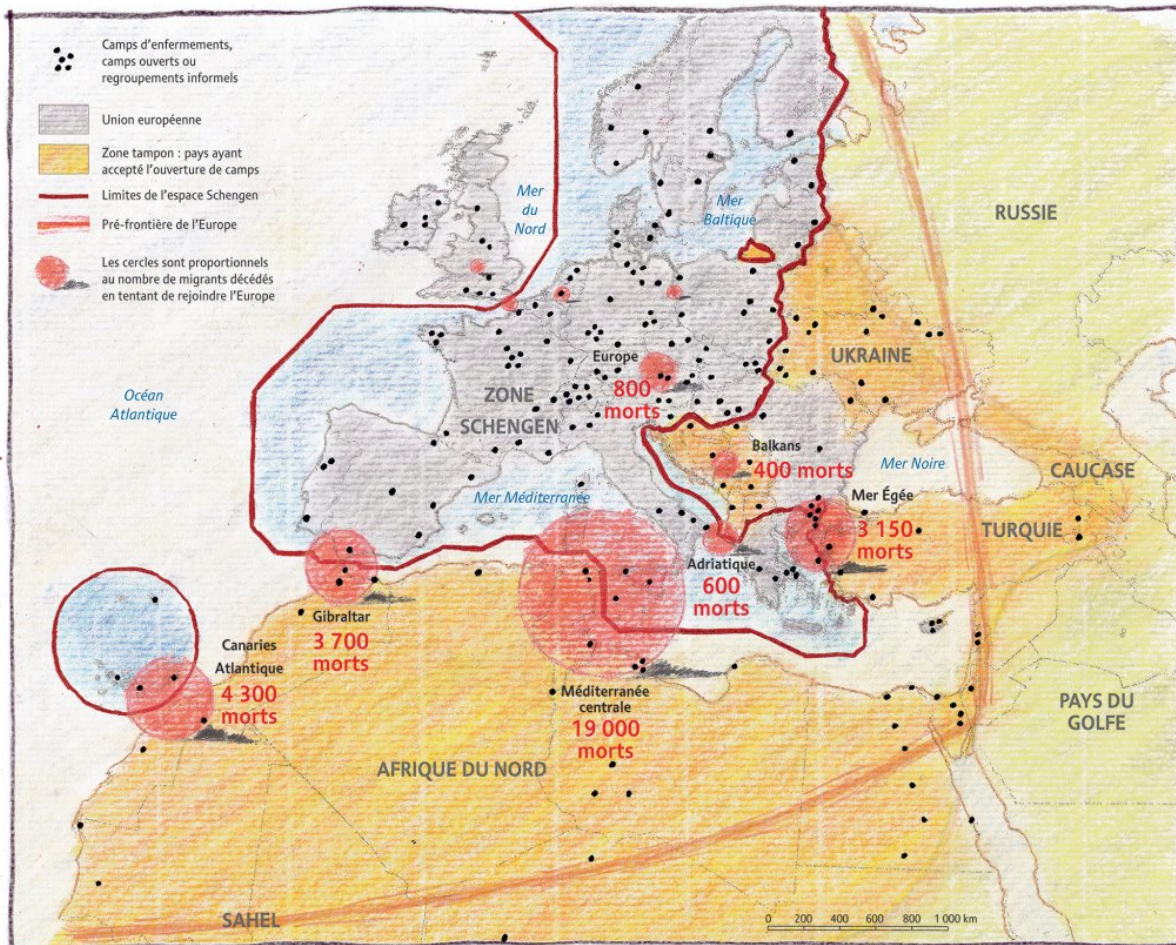 Camps d'enfermements,
camps ouverts ou
regroupements informels
Union européenne
Zone tampon : pays ayant
accepté l'ouverture de camps
Limites de l'espace Schengen
Pré-frontière de l'Europe
Les cercles sont proportionnels
au nombre de migrants décédés
en tentant de rejoindre l'Europe
Mer
du
Nord
Mer
Baltique
RUSSIE
UKRAINE
Océan
Atlantique
Europe
800
morts
ZONE
SCHENGEN
Balkans
400 morts
Mer Noire
CAUCASE
Mer Méditerranée
Mer Égée
3 150
morts
TURQUIE
Adriatique
600
morts
Gibraltar
3 700
morts
Canaries
Atlantique
4 300
morts
Méditerranée
centrale
19 000
morts
PAYS DU
GOLFE
AFRIQUE DU NORD
SAHEL
0 200 400 600 800 1 000 km